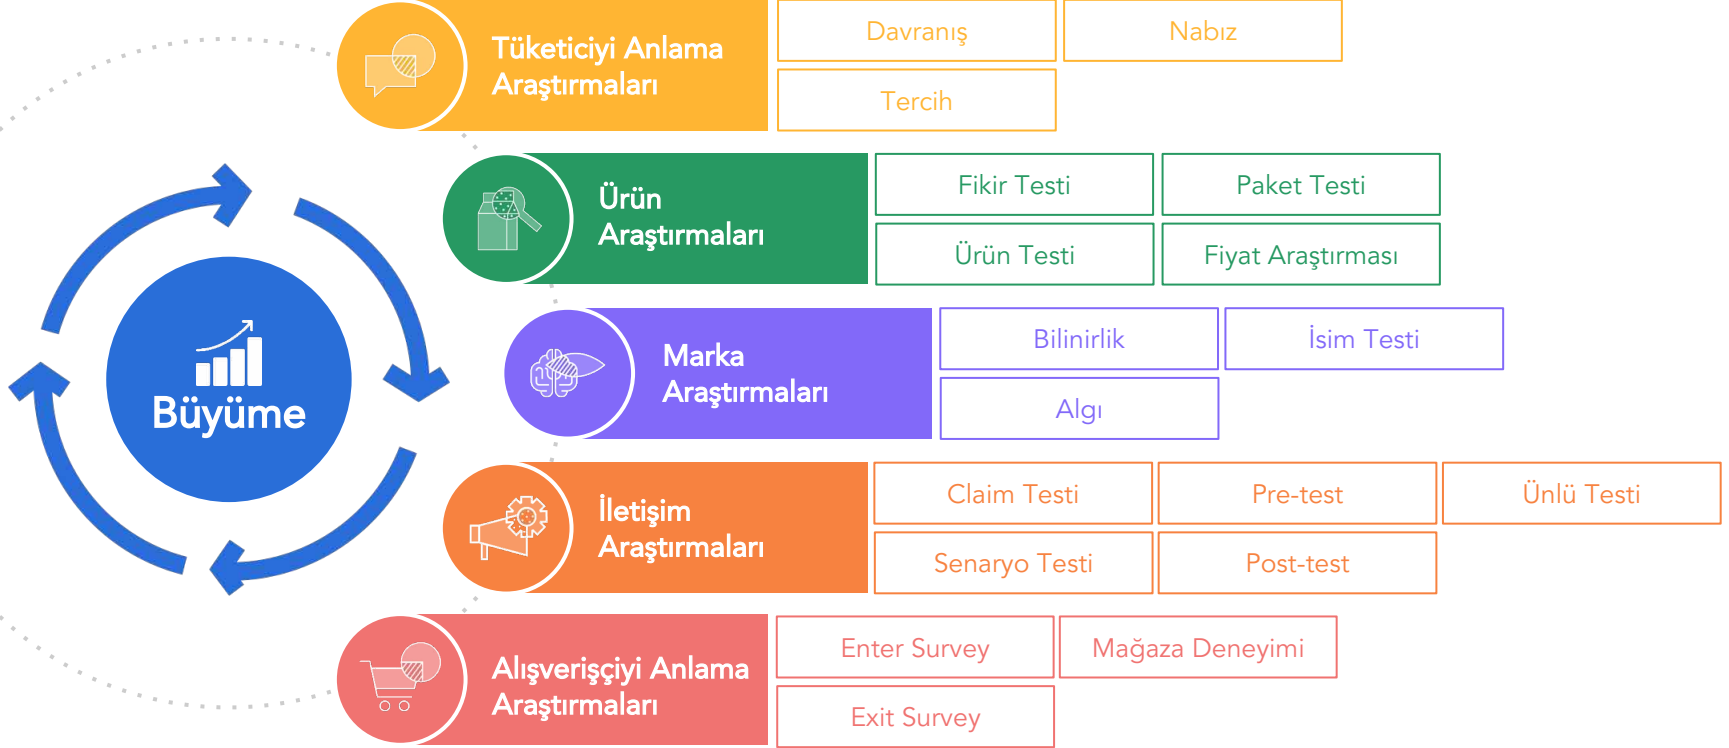 Tüketiciyi Anlama
Araştırmaları
Davranış
Nabız
Tercih
Ürün
Araştırmaları
Fikir Testi
Paket Testi
Ürün Testi
Fiyat Araştırması
Büyüme
Marka
Araştırmaları
Bilinirlik
İsim Testi
Algı
İletişim
Araştırmaları
Claim Testi
Pre-test
Ünlü Testi
Senaryo Testi
Post-test
Alışverişçiyi Anlama
Araştırmaları
Enter Survey
Mağaza Deneyimi
Exit Survey